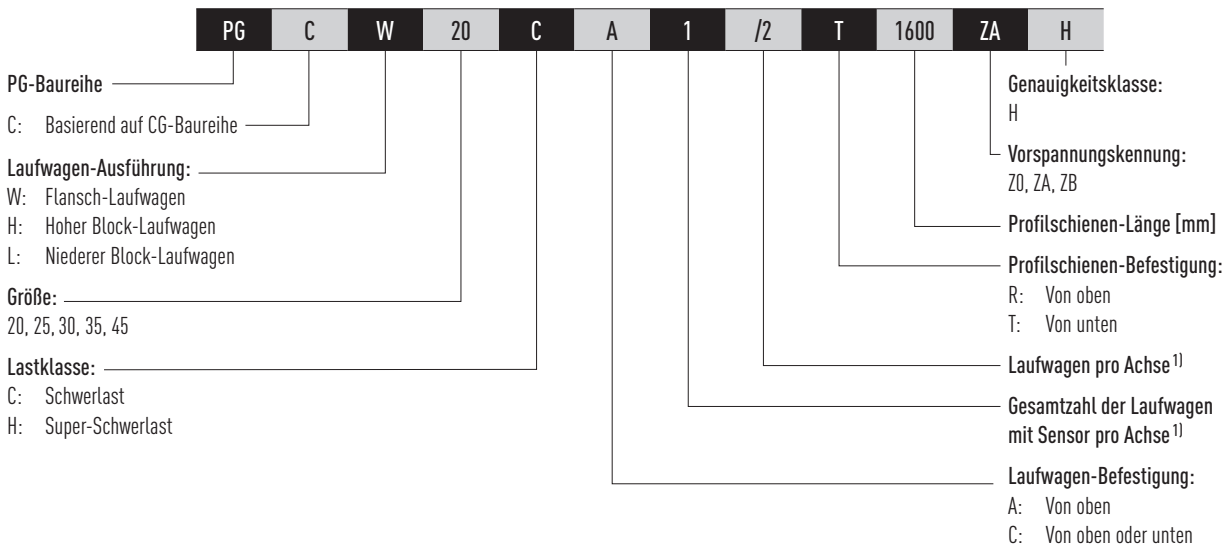 PG C W 20 C A 1 /2 T 1600 ZA H
PG-Baureihe
C: Basierend auf CG-Baureihe
Laufwagen-Ausführung:
W: Flansch-Laufwagen
H: Hoher Block-Laufwagen
L: Niederer Block-Laufwagen
Größe:
20, 25, 30, 35, 45
Lastklasse:
C: Schwerlast
H: Super-Schwerlast
Genauigkeitsklasse:
H
Vorspannungskennung:
Z0, ZA, ZB
Profilschienen-Länge [mm]
Profilschienen-Befestigung:
R: Von oben
T: Von unten
Laufwagen pro Achse 1)
Gesamtzahl der Laufwagen
mit Sensor pro Achse 1)
Laufwagen-Befestigung:
A: Von oben
C: Von oben oder unten